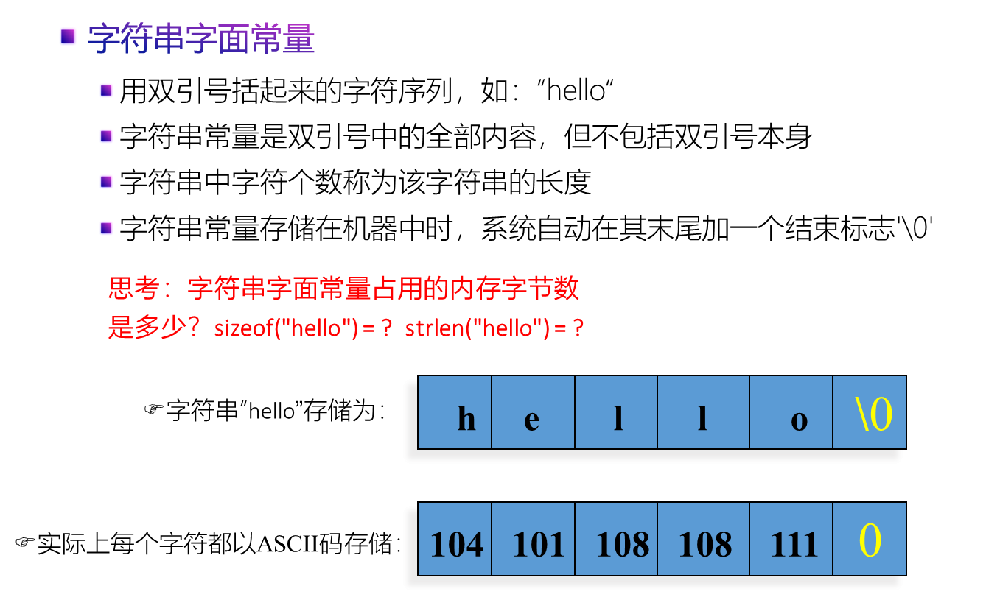 字符串字面常量
用双引号括起来的字符序列，如：“hello“
字符串常量是双引号中的全部内容，但不包括双引号本身
字符串中字符个数称为该字符串的长度
字符串常量存储在机器中时，系统自动在其末尾加一个结束标志'\0'
思考：字符串字面常量占用的内存字节数
是多少？sizeof("hello") = ? strlen("hello") = ?
☞字符串“hello”存储为：
h e l l o \0
☞实际上每个字符都以ASCII码存储：
104 101 108 108 111 0